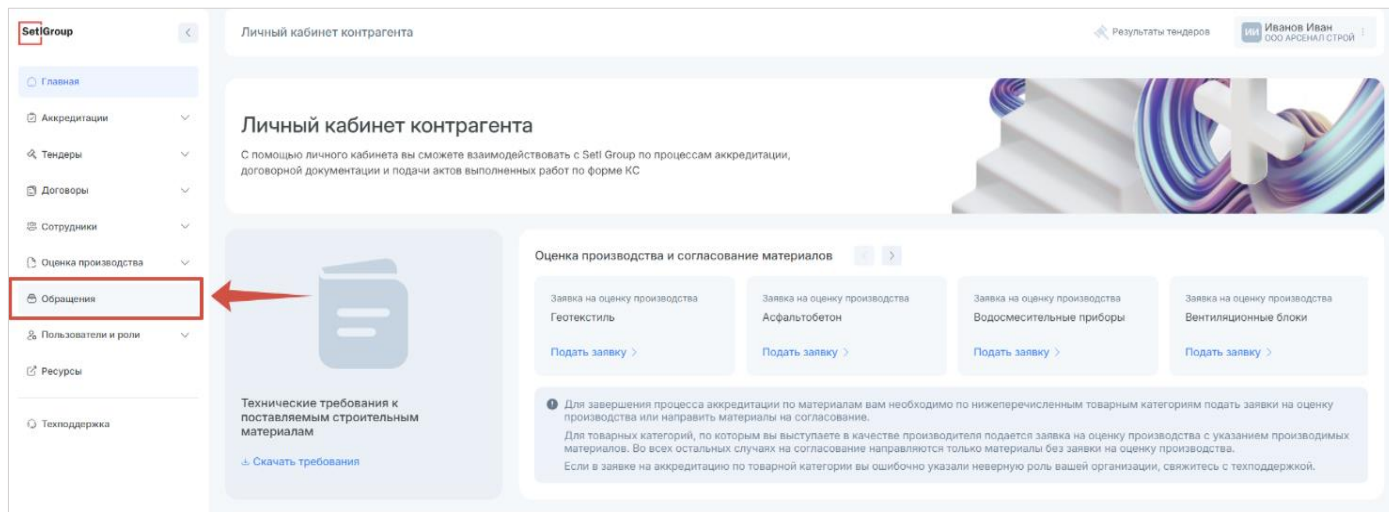 SetlGroup
Личный кабинет контрагента
Результаты тендеров
ИИ
Иванов Иван
ООО АРСЕНАЛ СТРОЙ
Главная
Аккредитации
Тендеры
Договоры
Сотрудники
Оценка производства
Обращения
Пользователи и роли
Ресурсы
Техподдержка
Личный кабинет контрагента
С помощью личного кабинета вы сможете взаимодействовать с Setl Group по процессам аккредитации,
договорной документации и подачи актов выполненных работ по форме КС
Технические требования к
поставляемым строительным
материалам
Скачать требования
Оценка производства и согласование материалов
Заявка на оценку производства
Геотекстиль
Подать заявку
Заявка на оценку производства
Асфальтобетон
Подать заявку
Заявка на оценку производства
Водосмесительные приборы
Подать заявку
Заявка на оценку производства
Вентиляционные блоки
Подать заявку
Для завершения процесса аккредитации по материалам вам необходимо по нижеперечисленным товарным категориям подать заявки на оценку
производства или направить материалы на согласование.
Для товарных категорий, по которым вы выступаете в качестве производителя подается заявка на оценку производства с указанием производимых
материалов. Во всех остальных случаях на согласование направляются только материалы без заявки на оценку производства.
Если в заявке на аккредитацию по товарной категории вы ошибочно указали неверную роль вашей организации, свяжитесь с техподдержкой.